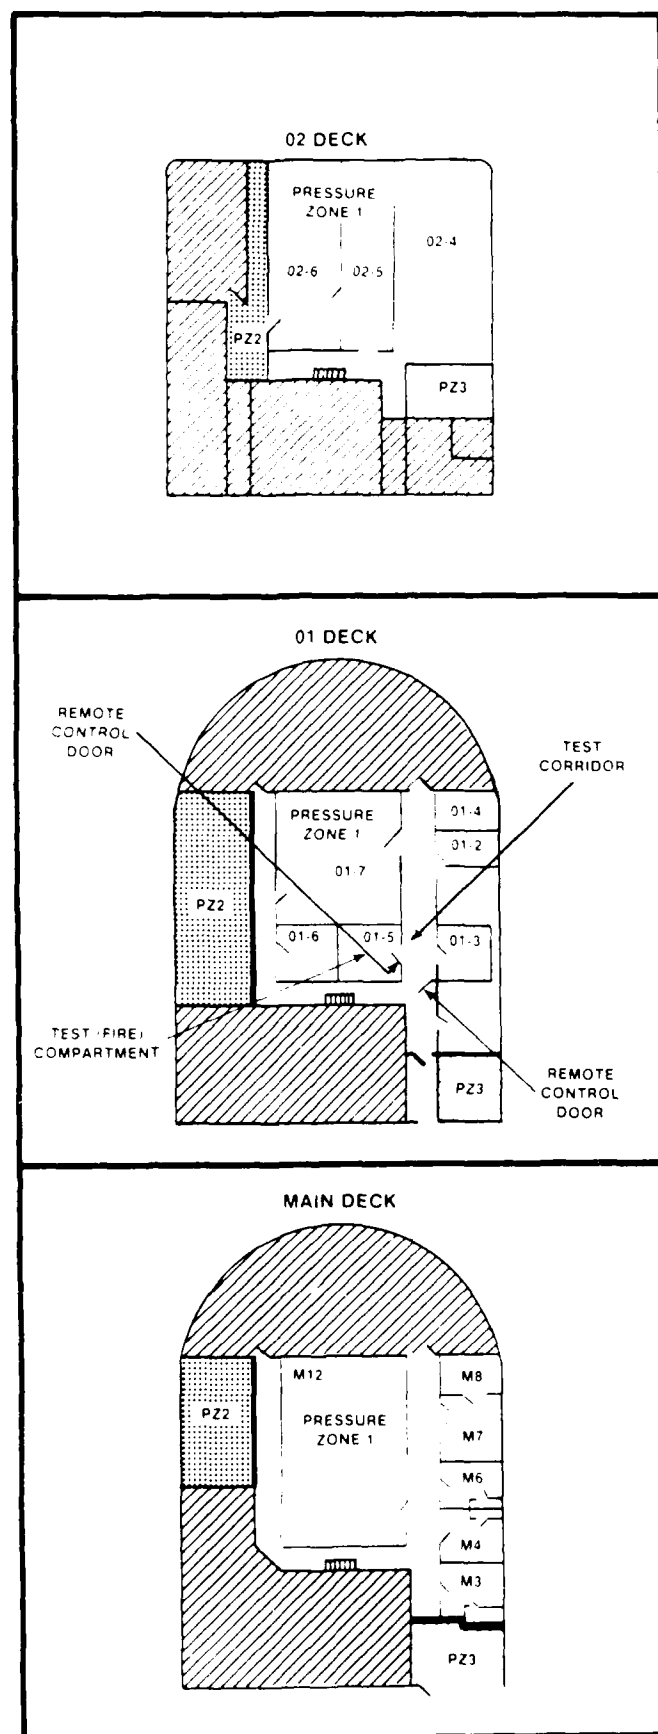 02 DECK
PRESSURE
ZONE 1
02-4
02-6
02-5
PZ2
PZ3
01 DECK
REMOTE
CONTROL
DOOR
TEST
CORRIDOR
PRESSURE
ZONE 1
01-4
01-2
01-7
PZ2
01-6
01-5
01-3
TEST (FIRE)
COMPARTMENT
PZ3
REMOTE
CONTROL
DOOR
MAIN DECK
M12
M8
PZ2
PRESSURE
ZONE 1
M7
M6
M4
M3
PZ3